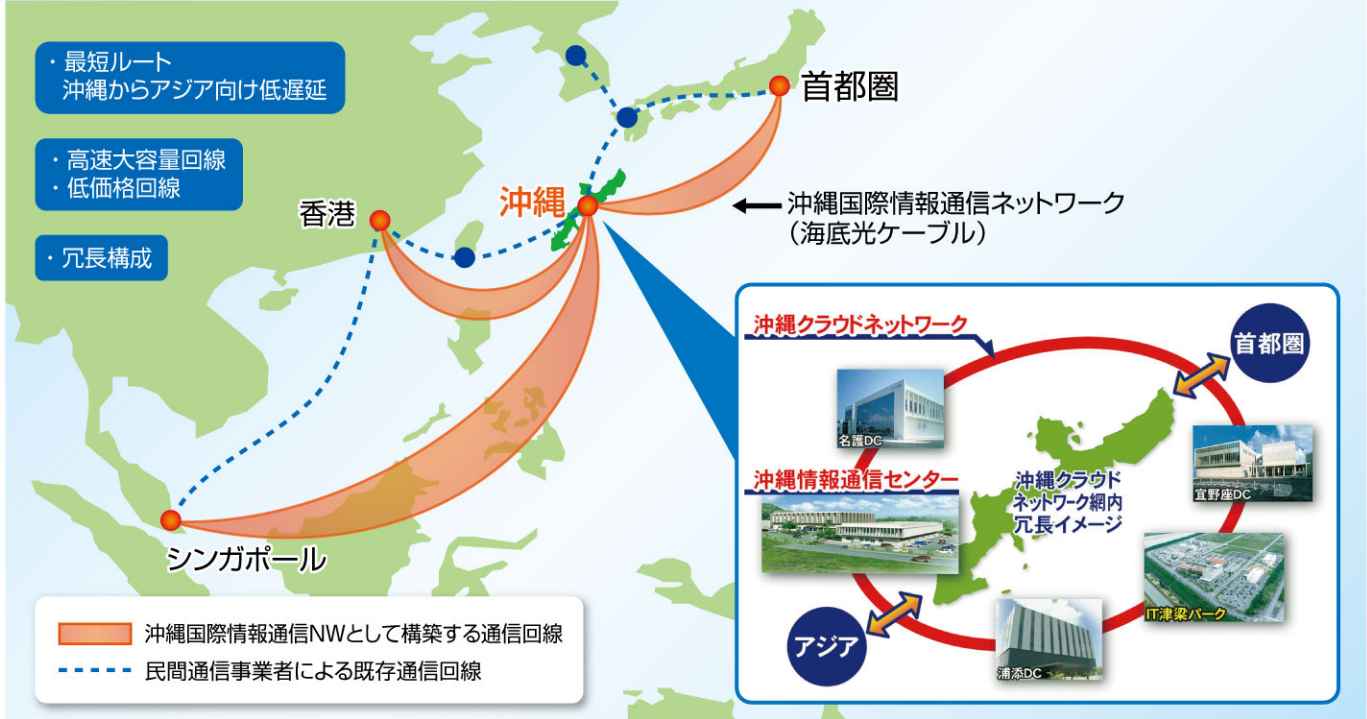 ・最短ルート
沖縄からアジア向け低遅延
・高速大容量回線
・低価格回線
・冗長構成
首都圏
沖縄
香港
シンガポール
沖縄国際情報通信ネットワーク
（海底光ケーブル）
沖縄国際情報通信NWとして構築する通信回線
民間通信事業者による既存通信回線
沖縄クラウドネットワーク
首都圏
名護DC
宜野座DC
沖縄情報通信センター
沖縄クラウド
ネットワーク網内
冗長イメージ
IT津梁パーク
浦添DC
アジア